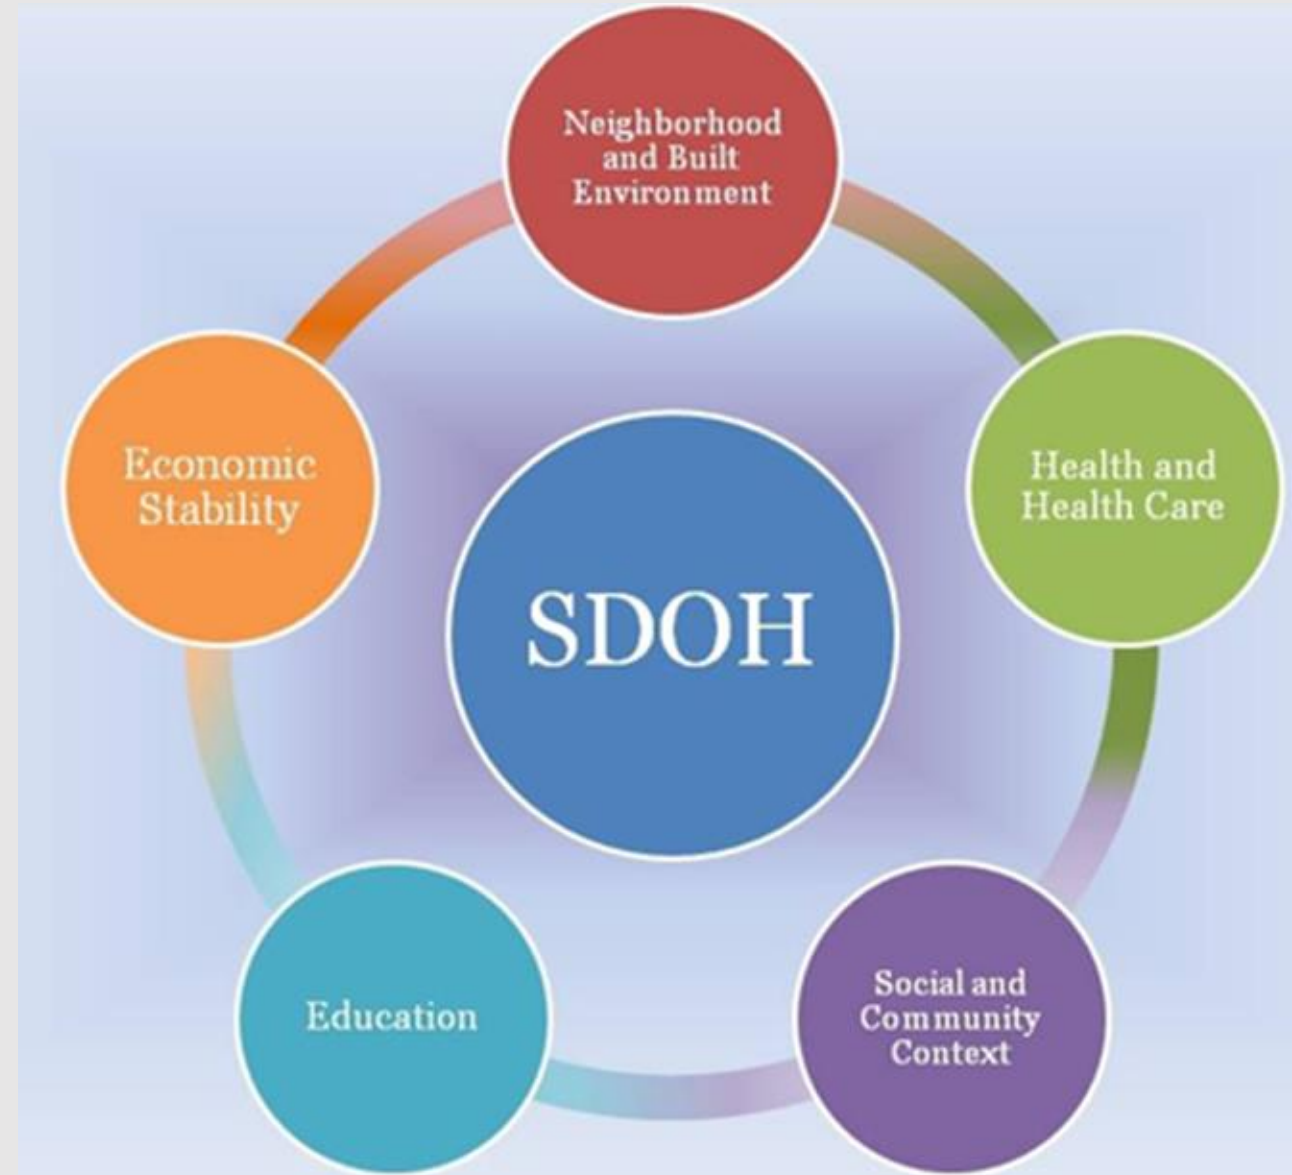 Neighborhood
and Built
Environment
Economic
Stability
Health and
Health Care
SDOH
Education
Social and
Community
Context